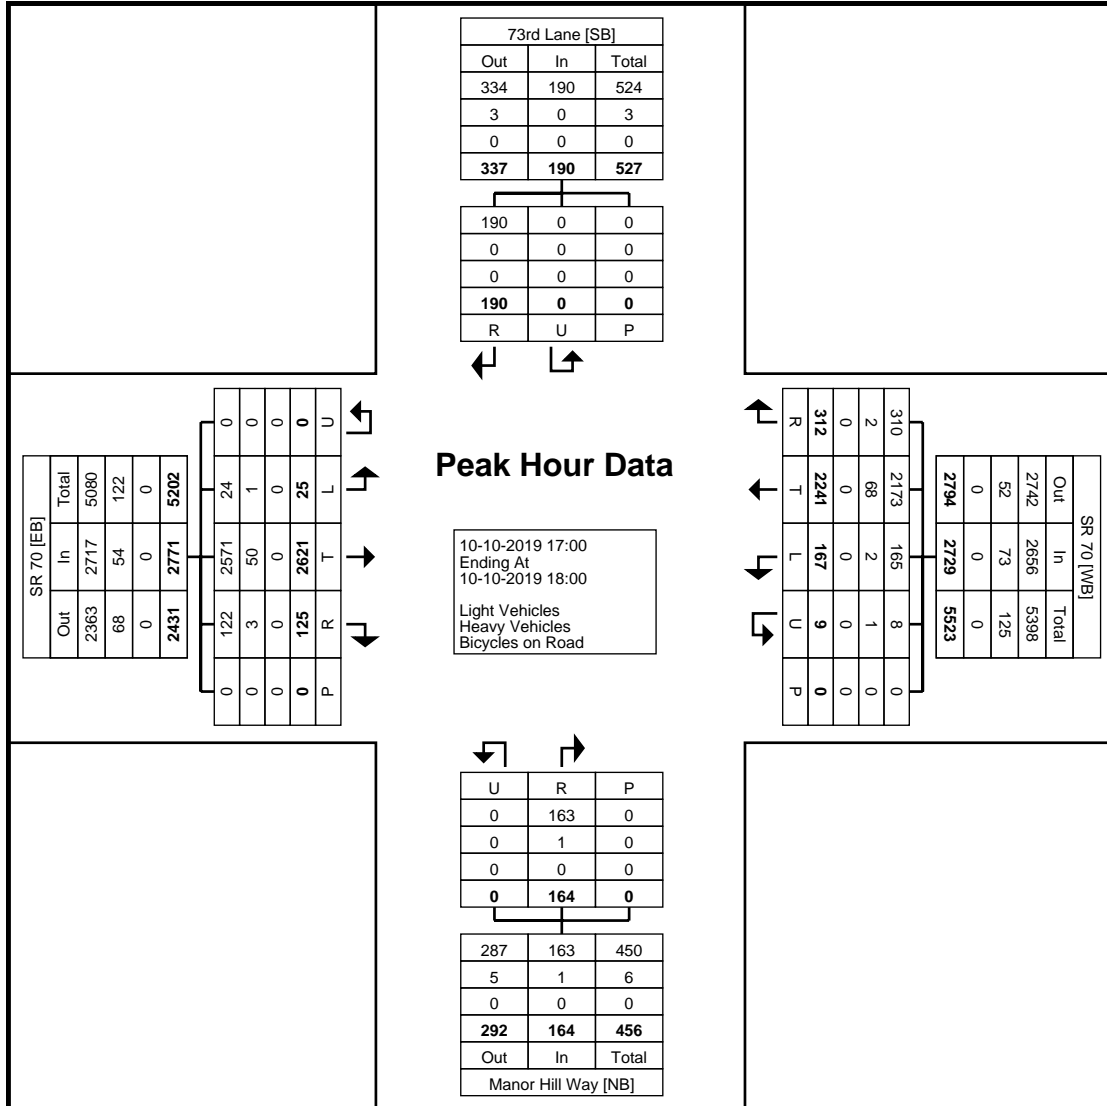 73rd Lane [SB]
Out In Total
334 190 524
3 0 3
0 0 0
337 190 527
190 0 0
0 0 0
0 0 0
190 0 0
R U P
SR 70 [EB]
Total In Out
5080 2717 2363
122 54 68
0 0 0
5202 2771 2431
0 24 2571 122 0
0 1 50 3 0
0 0 0 0 0
0 25 2621 125 0
U L T R P
Peak Hour Data
10-10-2019 17:00
Ending At
10-10-2019 18:00
Light Vehicles
Heavy Vehicles
Bicycles on Road
SR 70 [WB]
Out In Total
2742 2656 5398
52 73 125
0 0 0
2794 2729 5523
310 2173 165 8 0
2 68 2 1 0
0 0 0 0 0
312 2241 167 9 0
R T L U P
U R P
0 163 0
0 1 0
0 0 0
0 164 0
287 163 450
5 1 6
0 0 0
292 164 456
Out In Total
Manor Hill Way [NB]